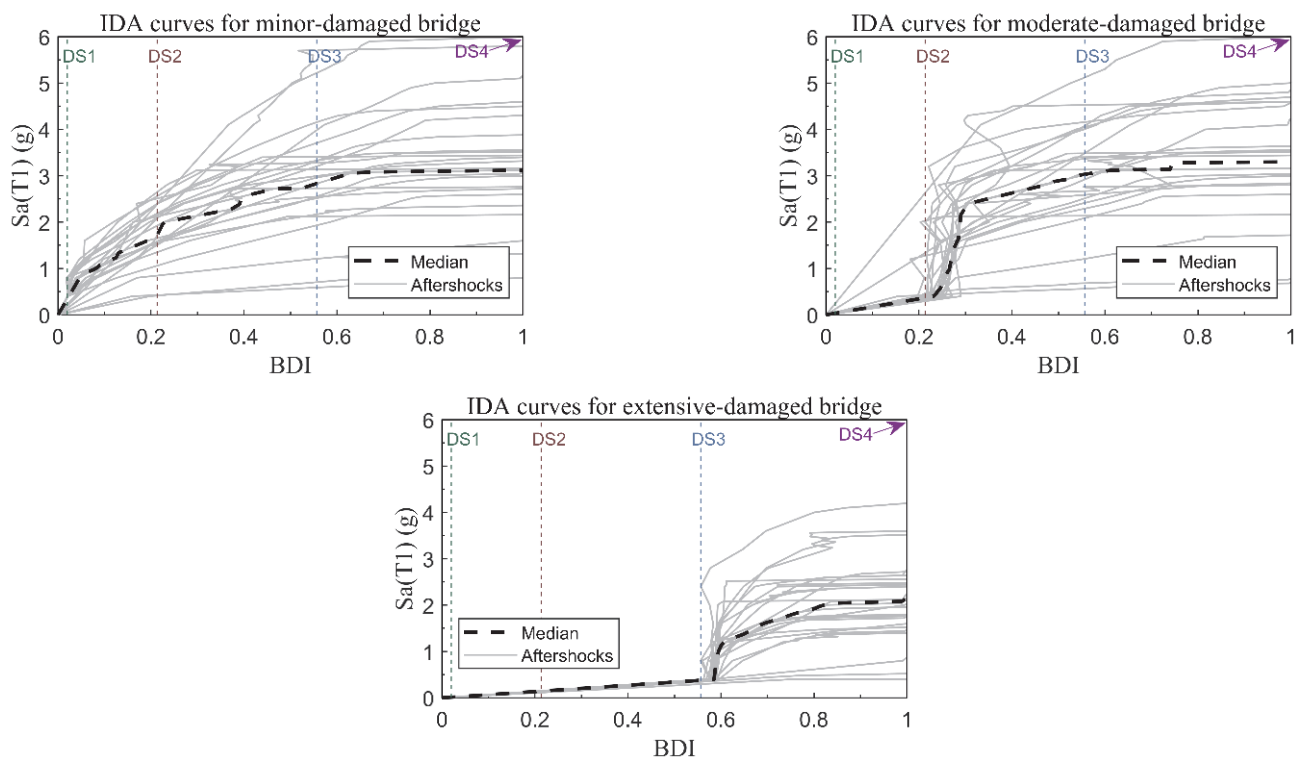 IDA curves for minor-damaged bridge
6
5
4
3
2
1
0
Sa(T1) (g)
DS1
DS2
DS3
DS4
Median
Aftershocks
0
0.2
0.4
0.6
0.8
1
BDI
IDA curves for moderate-damaged bridge
6
5
4
3
2
1
0
Sa(T1) (g)
DS1
DS2
DS3
DS4
Median
Aftershocks
0
0.2
0.4
0.6
0.8
1
BDI
IDA curves for extensive-damaged bridge
6
5
4
3
2
1
0
Sa(T1) (g)
DS1
DS2
DS3
DS4
Median
Aftershocks
0
0.2
0.4
0.6
0.8
1
BDI